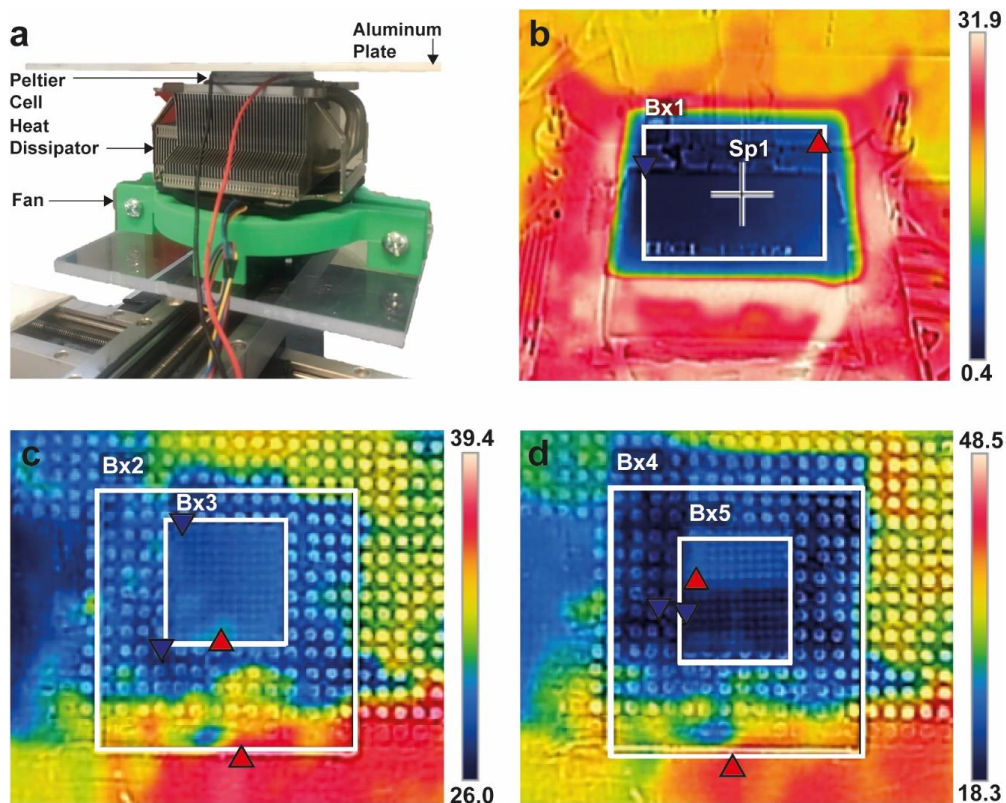 a
Aluminum
Plate
Peltier
Cell
Heat
Dissipator
Fan
b
31.9
Bx1
Sp1
0.4
c
39.4
Bx2
Bx3
26.0
d
48.5
Bx4
Bx5
18.3